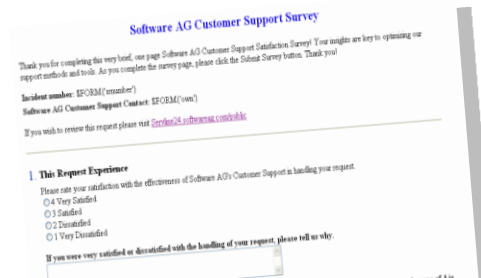 Software AG Customer Support Survey
Thank you for completing this very brief, one page Software AG Customer Support Satisfaction Survey! Your insights are key to optimizing our
support methods and tools. As you complete the survey page, please click the Submit Survey button. Thank you!
Incident number: $FORM{'inumber'}
Software AG Customer Support Contact: $FORM{'own'}
If you wish to review this request please visit Servline24.softwareag.com/public
1. This Request Experience
Please rate your satisfaction with the effectiveness of Software AG's Customer Support in handling your request.
4 Very Satisfied
3 Satisfied
2 Dissatisfied
1 Very Dissatisfied
If you were very satisfied or dissatisfied with the handling of your request, please tell us why.